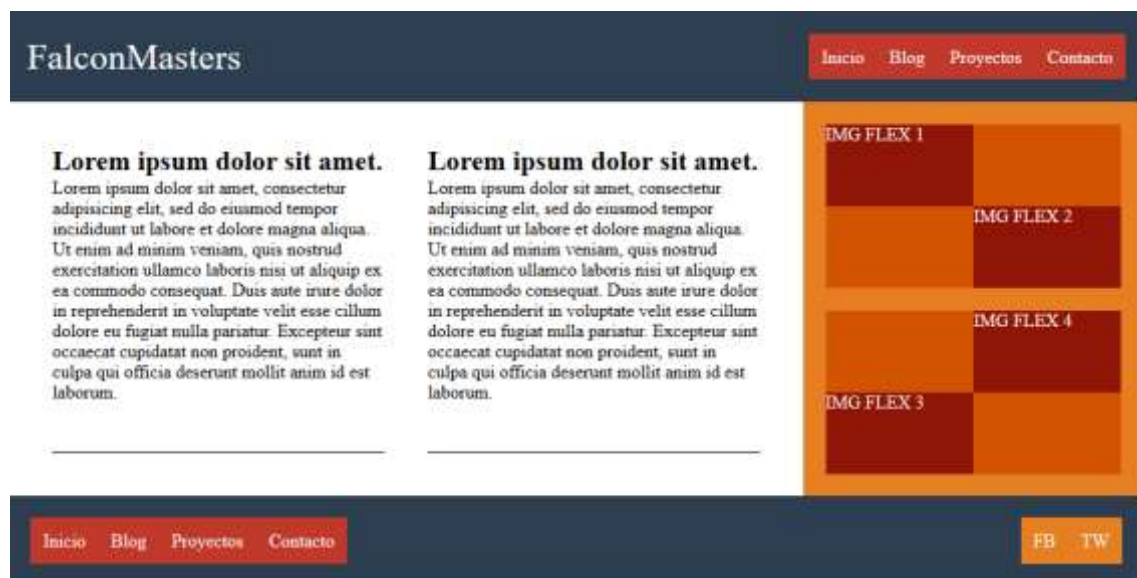 FalconMasters
Inicio Blog Proyectos Contacto
Lorem ipsum dolor sit amet.
Lorem ipsum dolor sit amet, consectetur
adipisicing elit, sed do eiusmod tempor
incididunt ut labore et dolore magna aliqua.
Ut enim ad minim veniam, quis nostrud
exercitation ullamco laboris nisi ut aliquip ex
ea commodo consequat. Duis aute irure dolor
in reprehenderit in voluptate velit esse cillum
dolore eu fugiat nulla pariatur. Excepteur sint
occaecat cupidatat non proident, sunt in
culpa qui officia deserunt mollit anim id est
laborum.
Lorem ipsum dolor sit amet.
Lorem ipsum dolor sit amet, consectetur
adipisicing elit, sed do eiusmod tempor
incididunt ut labore et dolore magna aliqua.
Ut enim ad minim veniam, quis nostrud
exercitation ullamco laboris nisi ut aliquip ex
ea commodo consequat. Duis aute irure dolor
in reprehenderit in voluptate velit esse cillum
dolore eu fugiat nulla pariatur. Excepteur sint
occaecat cupidatat non proident, sunt in
culpa qui officia deserunt mollit anim id est
laborum.
IMG FLEX 1
IMG FLEX 2
IMG FLEX 4
IMG FLEX 3
Inicio Blog Proyectos Contacto
FB TW